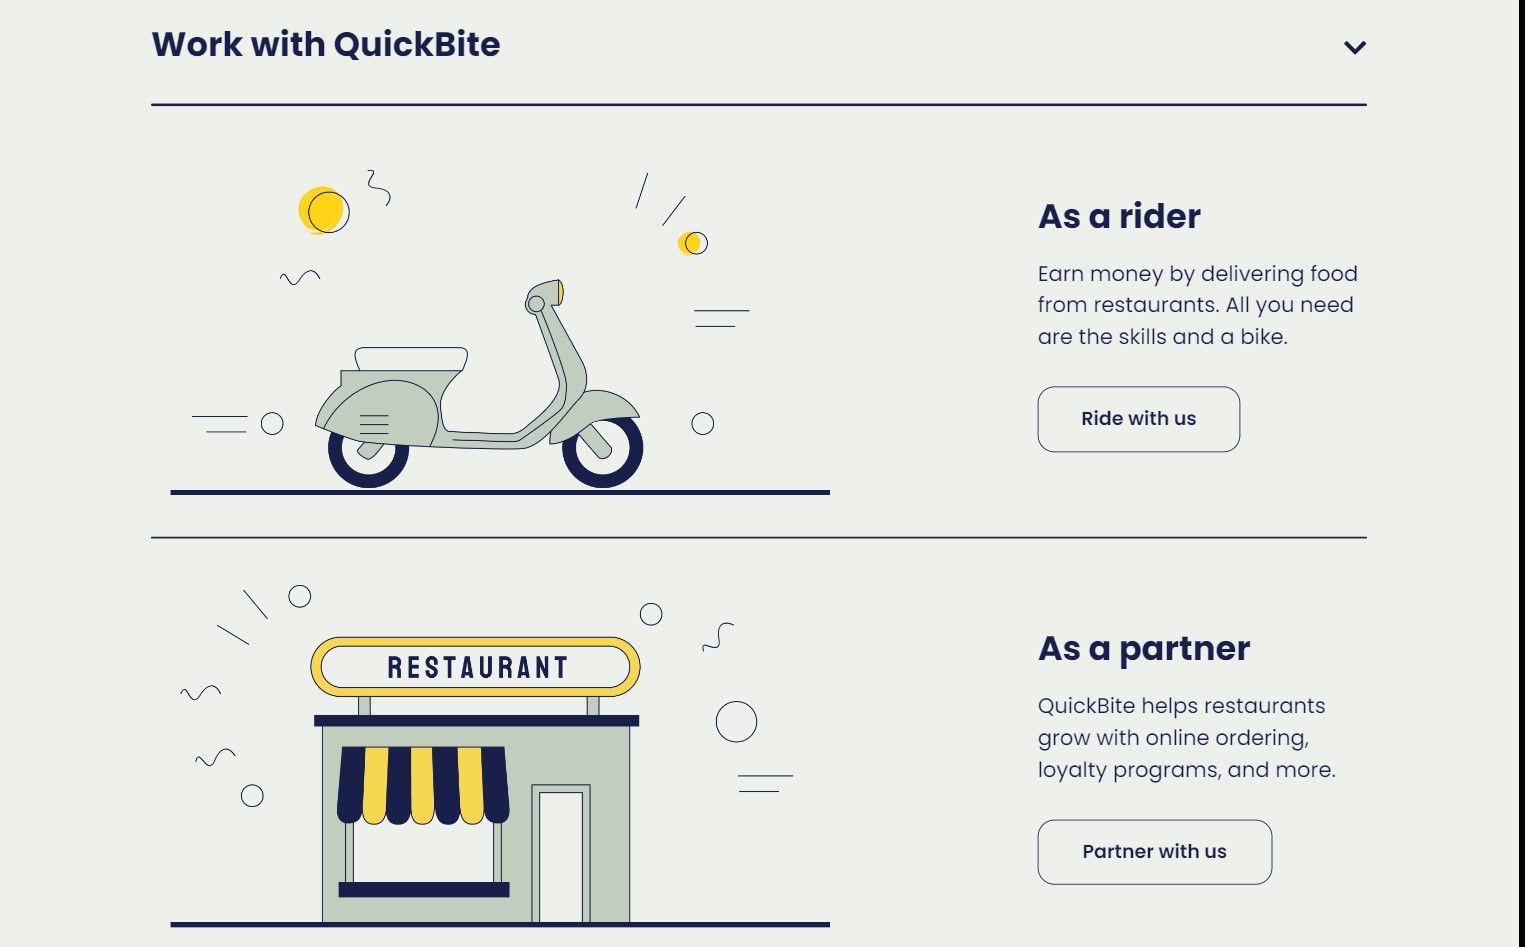 Work with QuickBite
As a rider
Earn money by delivering food
from restaurants. All you need
are the skills and a bike.
Ride with us
RESTAURANT
As a partner
QuickBite helps restaurants
grow with online ordering,
loyalty programs, and more.
Partner with us